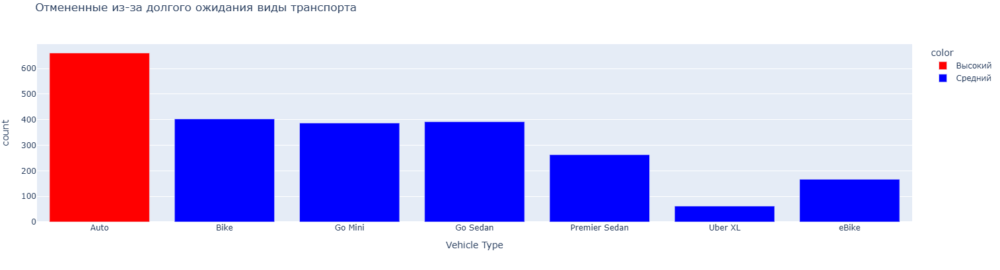 Отмененные из-за долгого ожидания виды транспорта
color
Высокий
Средний
count
600
500
400
300
200
100
0
Auto
Bike
Go Mini
Go Sedan
Premier Sedan
Uber XL
eBike
Vehicle Type